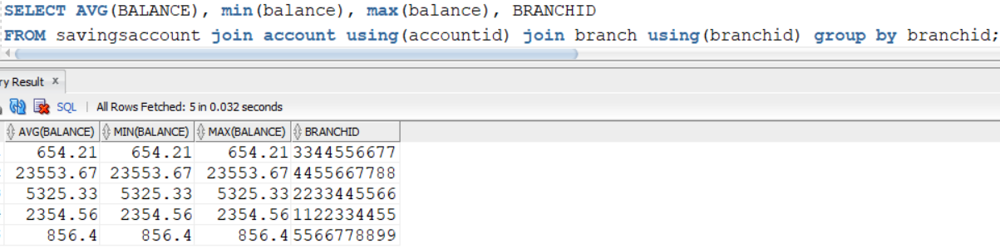 SELECT AVG(BALANCE), min(balance), max(balance), BRANCHID
FROM savingsaccount join account using(accountid) join branch using(branchid) group by branchid;
ry Result x
SQL | All Rows Fetched: 5 in 0.032 seconds
AVG(BALANCE) MIN(BALANCE) MAX(BALANCE) BRANCHID
654.21 654.21 654.21 3344556677
23553.67 23553.67 23553.67 4455667788
5325.33 5325.33 5325.33 2233445566
2354.56 2354.56 2354.56 1122334455
856.4 856.4 856.4 5566778899